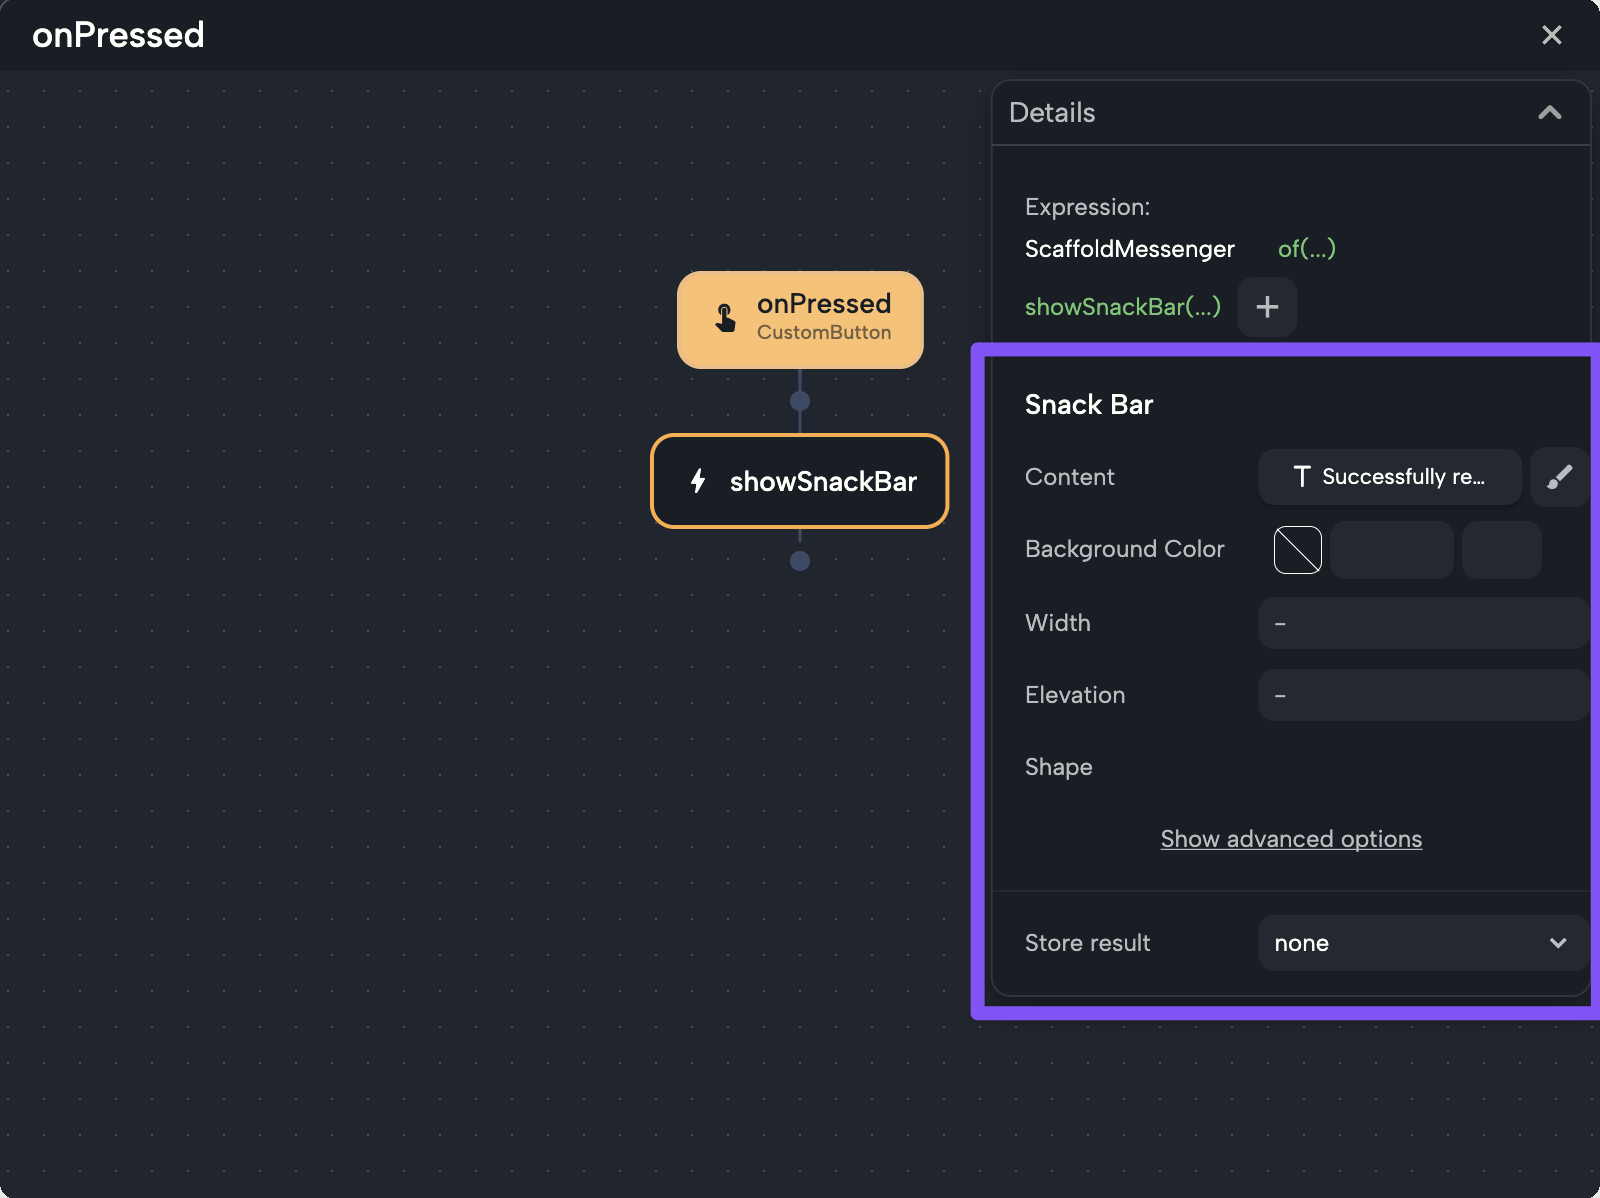 onPressed
Details
Expression:
ScaffoldMessenger of(...)
showSnackBar(...)
onPressed
CustomButton
showSnackBar
Snack Bar
Content Successfully re...
Background Color
Width –
Elevation –
Shape
Show advanced options
Store result none